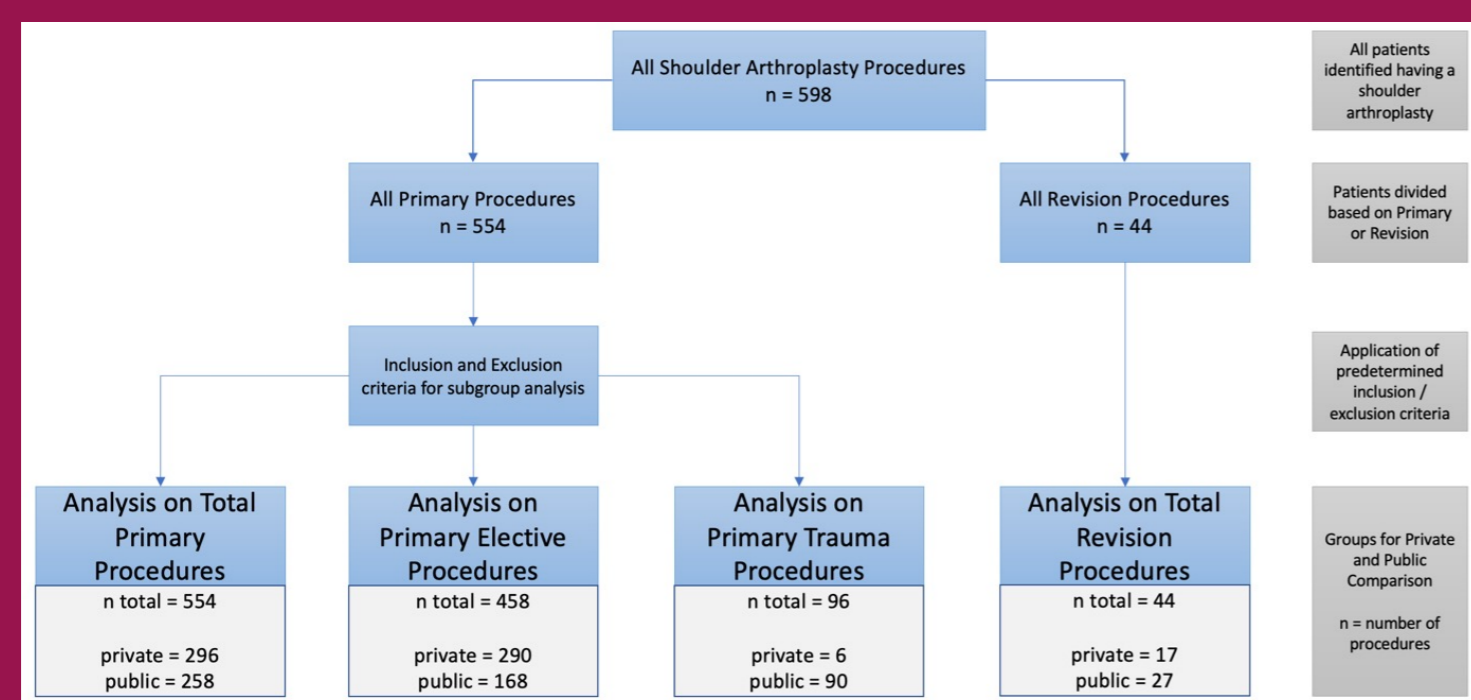 All Shoulder Arthroplasty Procedures
n = 598
All patients
identified having a
shoulder
arthroplasty
All Primary Procedures
n = 554
All Revision Procedures
n = 44
Patients divided
based on Primary
or Revision
Inclusion and Exclusion
criteria for subgroup analysis
Application of
predetermined
inclusion /
exclusion criteria
Analysis on Total
Primary
Procedures
n total = 554
private = 296
public = 258
Analysis on
Primary Elective
Procedures
n total = 458
private = 290
public = 168
Analysis on
Primary Trauma
Procedures
n total = 96
private = 6
public = 90
Analysis on Total
Revision
Procedures
n total = 44
private = 17
public = 27
Groups for Private
and Public
Comparison
n = number of
procedures